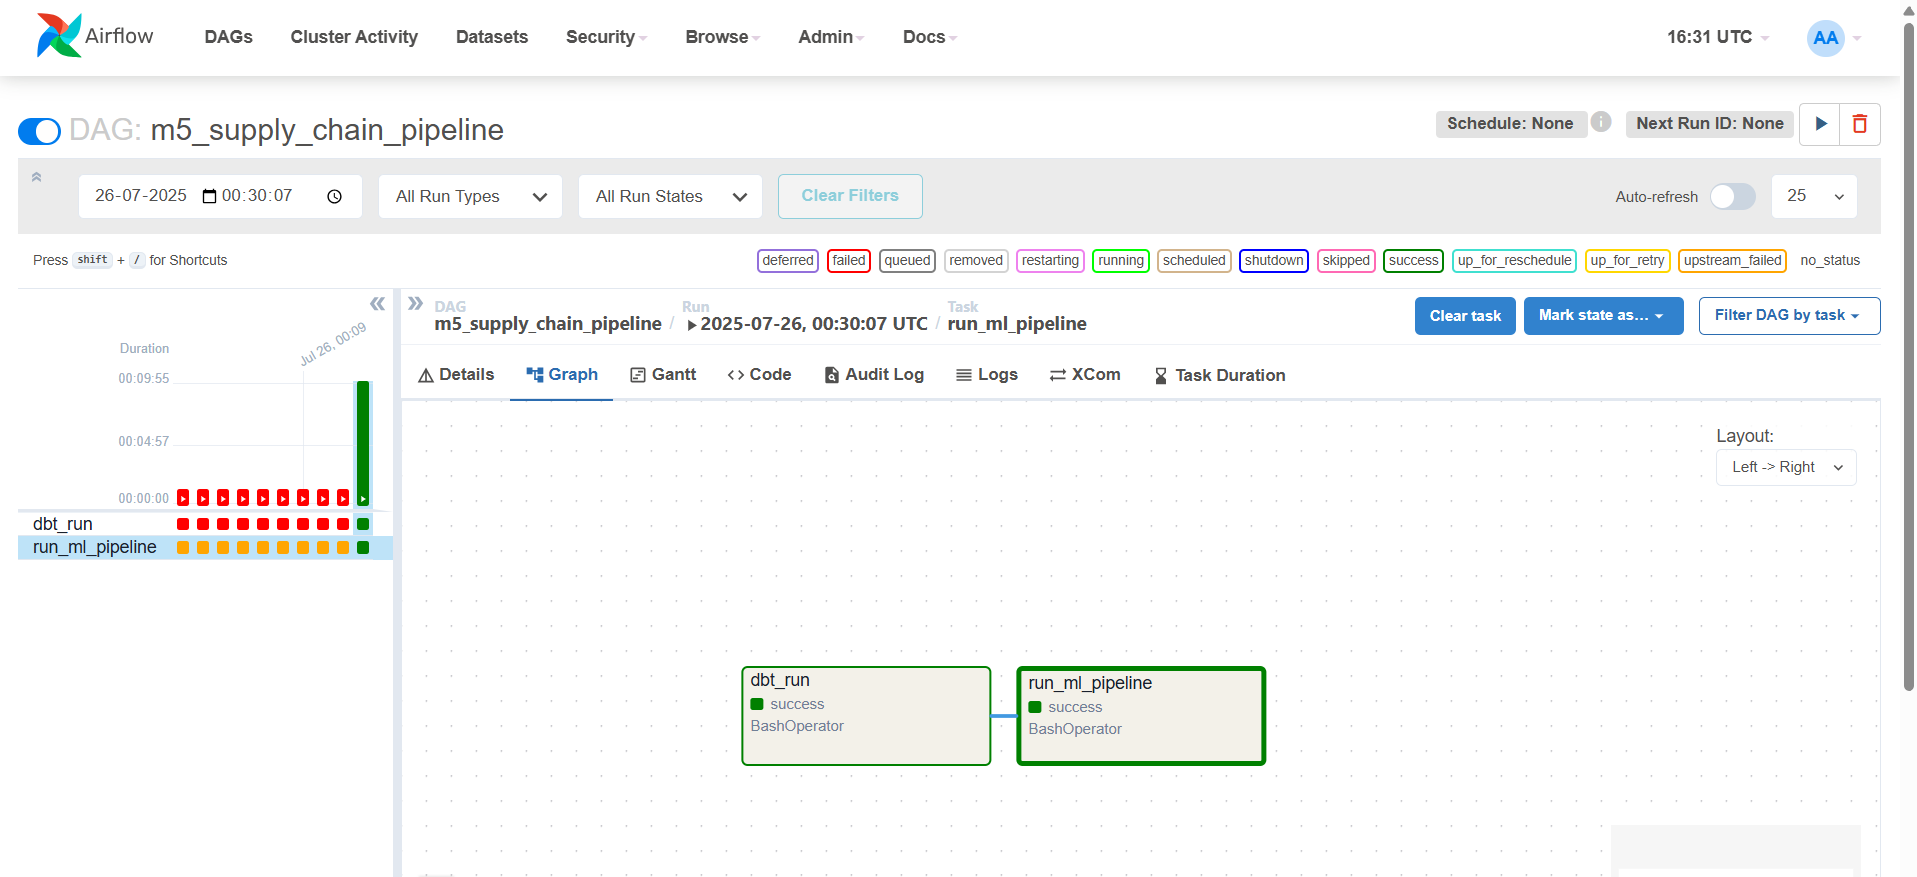 Airflow DAGs Cluster Activity Datasets Security Browse Admin Docs 16:31 UTC AA
DAG: m5_supply_chain_pipeline Schedule: None i Next Run ID: None
26-07-2025 00:30:07 All Run Types All Run States Clear Filters Auto-refresh 25
Press shift + / for Shortcuts deferred failed queued removed restarting running scheduled shutdown skipped success up_for_reschedule up_for_retry upstream_failed no_status
DAG Run Task
m5_supply_chain_pipeline / 2025-07-26, 00:30:07 UTC / run_ml_pipeline Clear task Mark state as... Filter DAG by task
Jul 26, 00:09
Duration
00:09:55
00:04:57
00:00:00
dbt_run
run_ml_pipeline
Details Graph Gantt Code Audit Log Logs XCom Task Duration
Layout:
Left -> Right
dbt_run
success
BashOperator
run_ml_pipeline
success
BashOperator